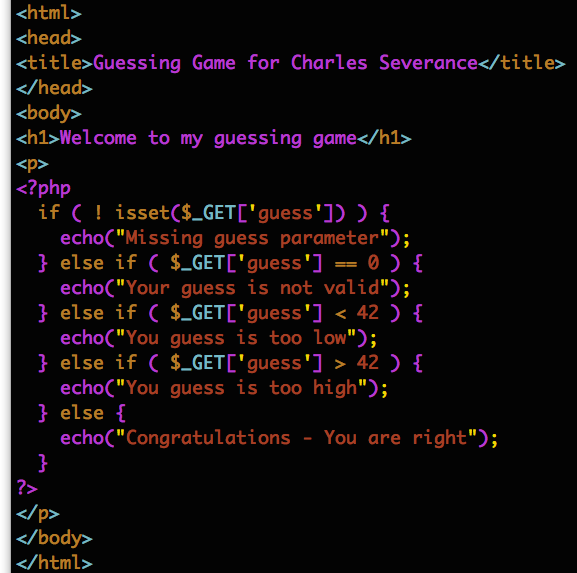 <html>
<head>
<title>Guessing Game for Charles Severance</title>
</head>
<body>
<h1>Welcome to my guessing game</h1>
<p>
<?php
  if ( ! isset($_GET['guess']) ) {
    echo("Missing guess parameter");
  } else if ( $_GET['guess'] == 0 ) {
    echo("Your guess is not valid");
  } else if ( $_GET['guess'] < 42 ) {
    echo("You guess is too low");
  } else if ( $_GET['guess'] > 42 ) {
    echo("You guess is too high");
  } else {
    echo("Congratulations - You are right");
  }
?>
</p>
</body>
</html>